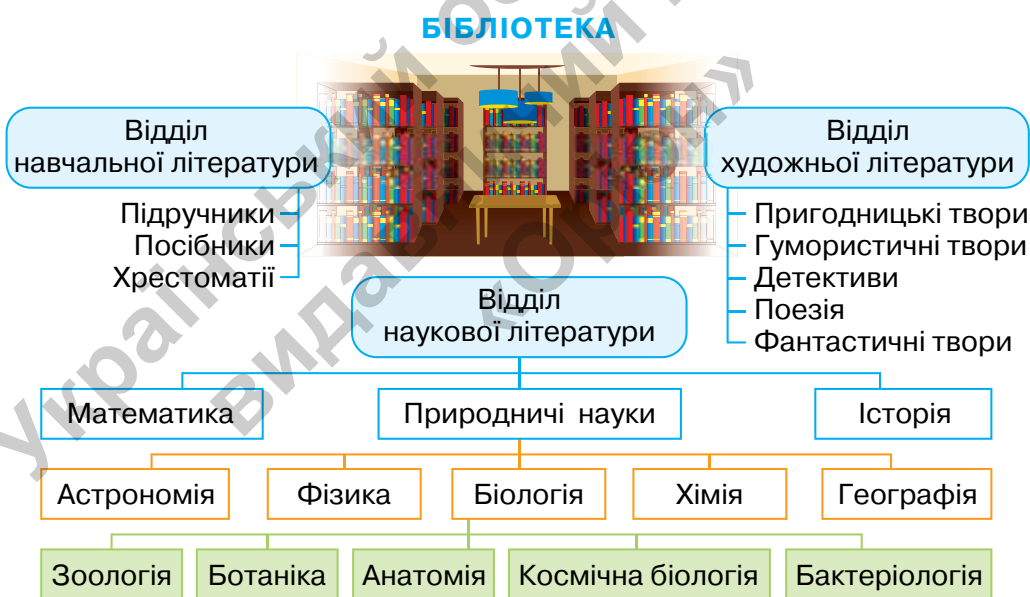 БІБЛІОТЕКА
Відділ
навчальної літератури
Підручники
Посібники
Хрестоматії
Відділ
художньої літератури
Пригодницькі твори
Гумористичні твори
Детективи
Поезія
Фантастичні твори
Відділ
наукової літератури
Математика
Природничі науки
Історія
Астрономія
Фізика
Біологія
Хімія
Географія
Зоологія
Ботаніка
Анатомія
Космічна біологія
Бактеріологія